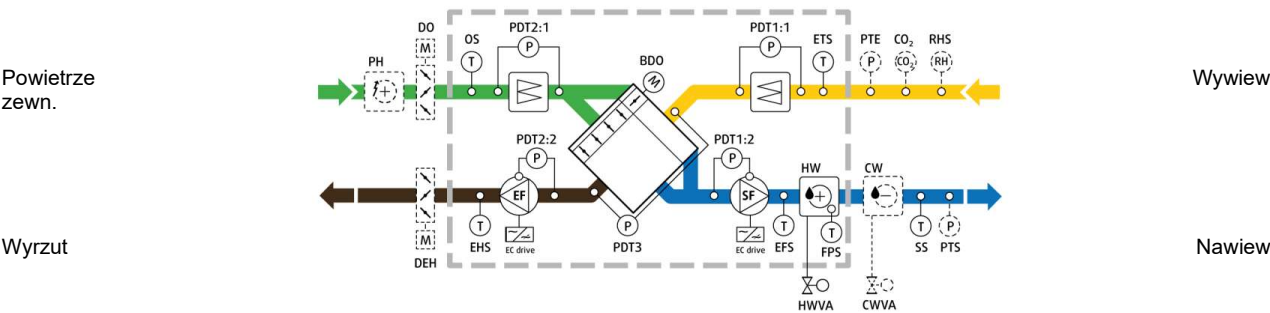 DO
OS
PDT2:1
PDT1:1
ETS
PTE
CO₂
RHS
M
T
P
BDO
P
T
P
CO₂
RH
PH
M
Powietrze
zewn.
Wywiew
PDT2:2
PDT1:2
P
P
HW
CW
EF
SF
T
T
T
T
P
M
EHS
EC drive
P
PDT3
EC drive
EFS
FPS
SS
PTS
Wyrzut
Nawiew
DEH
HWVA
CWVA